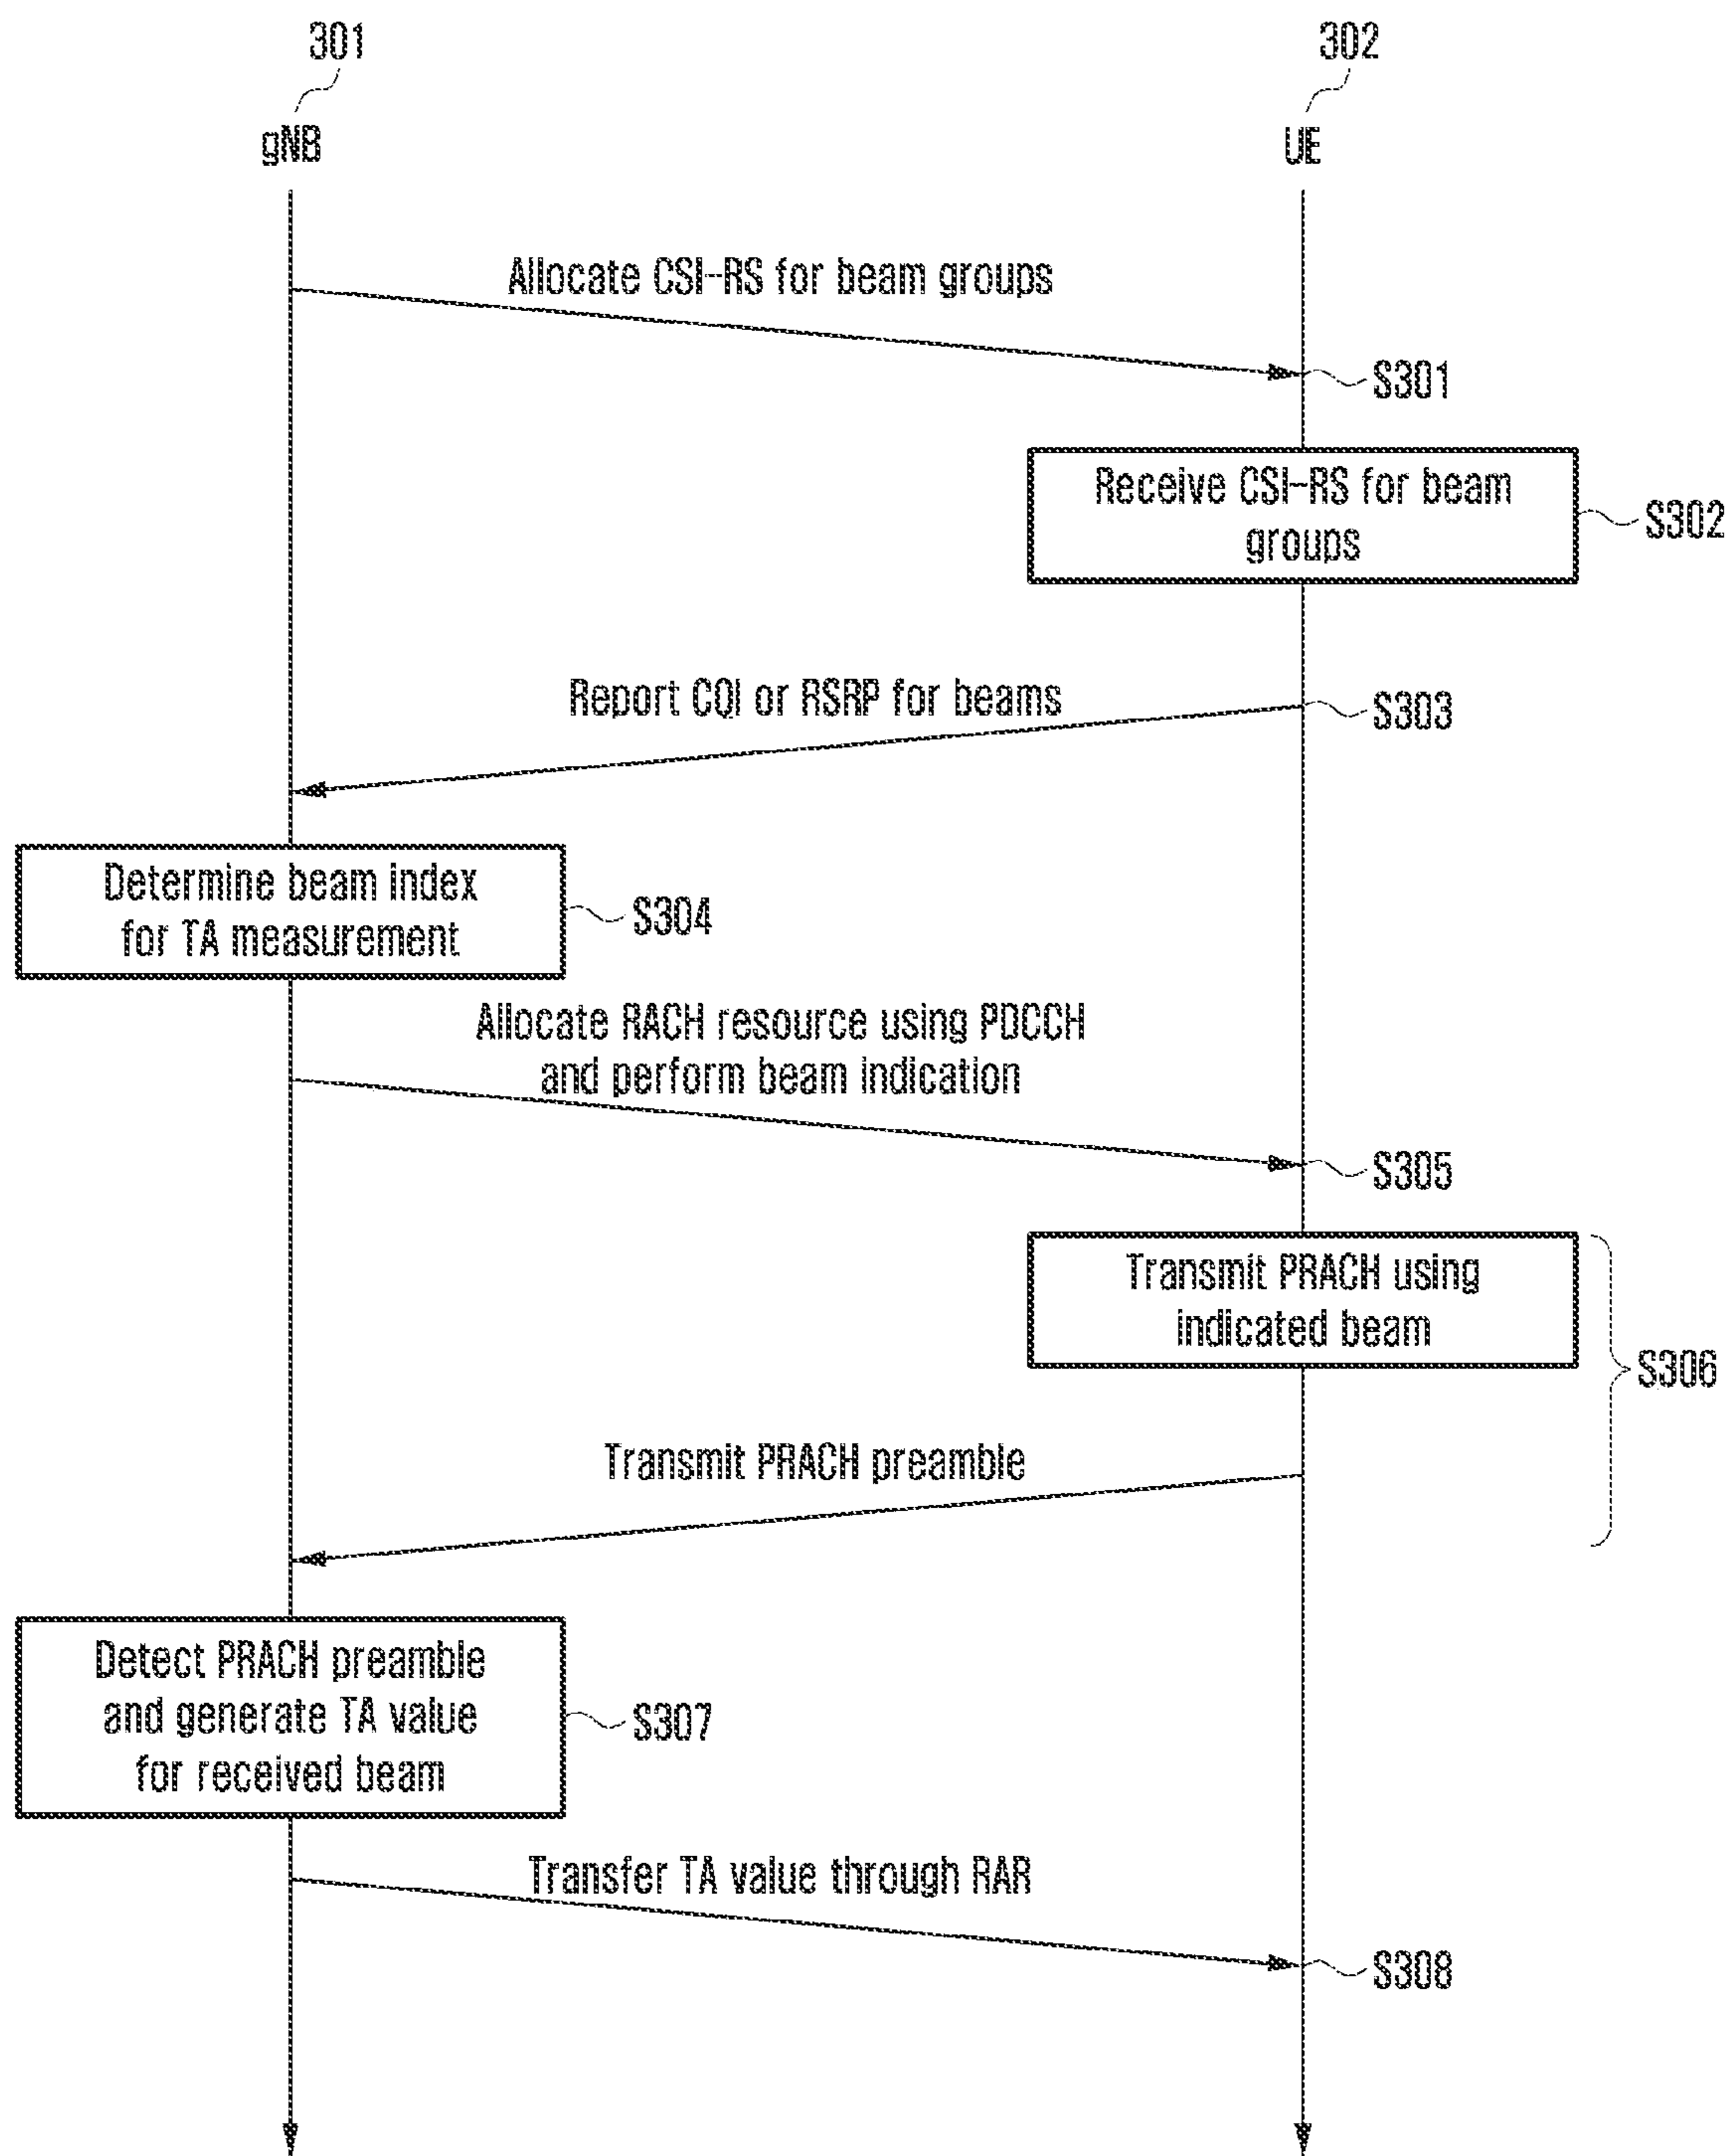 301
302
gNB
UE
Allocate CSI-RS for beam groups
S301
Receive CSI-RS for beam
groups
S302
Report CQI or RSRP for beams
S303
Determine beam index
for TA measurement
S304
Allocate RACH resource using PDCCH
and perform beam indication
S305
Transmit PRACH using
indicated beam
S306
Transmit PRACH preamble
Detect PRACH preamble
and generate TA value
for received beam
S307
Transfer TA value through RAR
S308